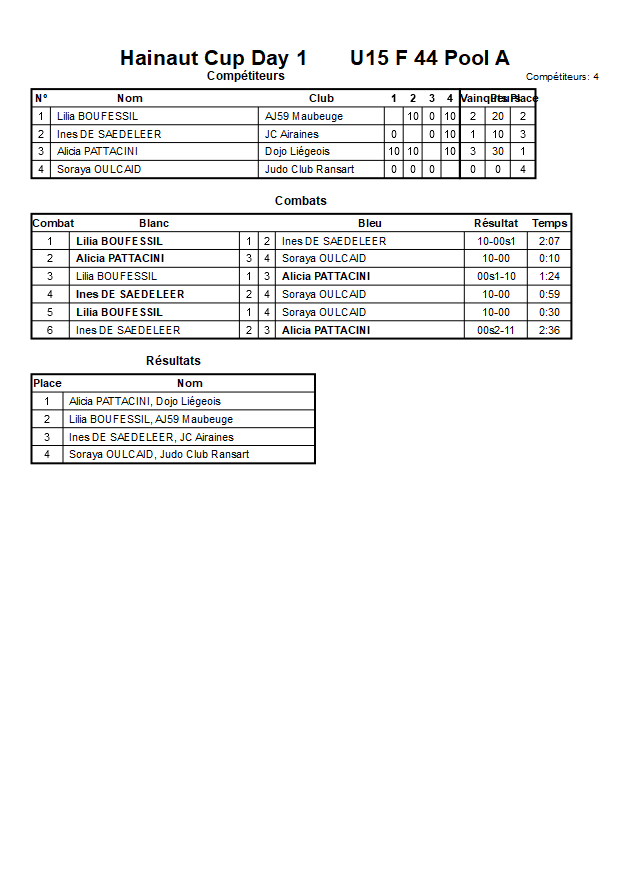 Hainaut Cup Day 1 U15 F 44 Pool A
Compétiteurs Compétiteurs: 4
Nº Nom Club 1 2 3 4 Vainqueurs Pts Place
1 Lilia BOUFESSIL AJ59 Maubeuge 10 0 10 2 20 2
2 Ines DE SAEDELEER JC Airaines 0 0 10 1 10 3
3 Alicia PATTACINI Dojo Liégeois 10 10 10 3 30 1
4 Soraya OULCAID Judo Club Ransart 0 0 0 0 0 4
Combats
Combat Blanc Bleu Résultat Temps
1 Lilia BOUFESSIL 1 2 Ines DE SAEDELEER 10-00s1 2:07
2 Alicia PATTACINI 3 4 Soraya OULCAID 10-00 0:10
3 Lilia BOUFESSIL 1 3 Alicia PATTACINI 00s1-10 1:24
4 Ines DE SAEDELEER 2 4 Soraya OULCAID 10-00 0:59
5 Lilia BOUFESSIL 1 4 Soraya OULCAID 10-00 0:30
6 Ines DE SAEDELEER 2 3 Alicia PATTACINI 00s2-11 2:36
Résultats
Place Nom
1 Alicia PATTACINI, Dojo Liégeois
2 Lilia BOUFESSIL, AJ59 Maubeuge
3 Ines DE SAEDELEER, JC Airaines
4 Soraya OULCAID, Judo Club Ransart